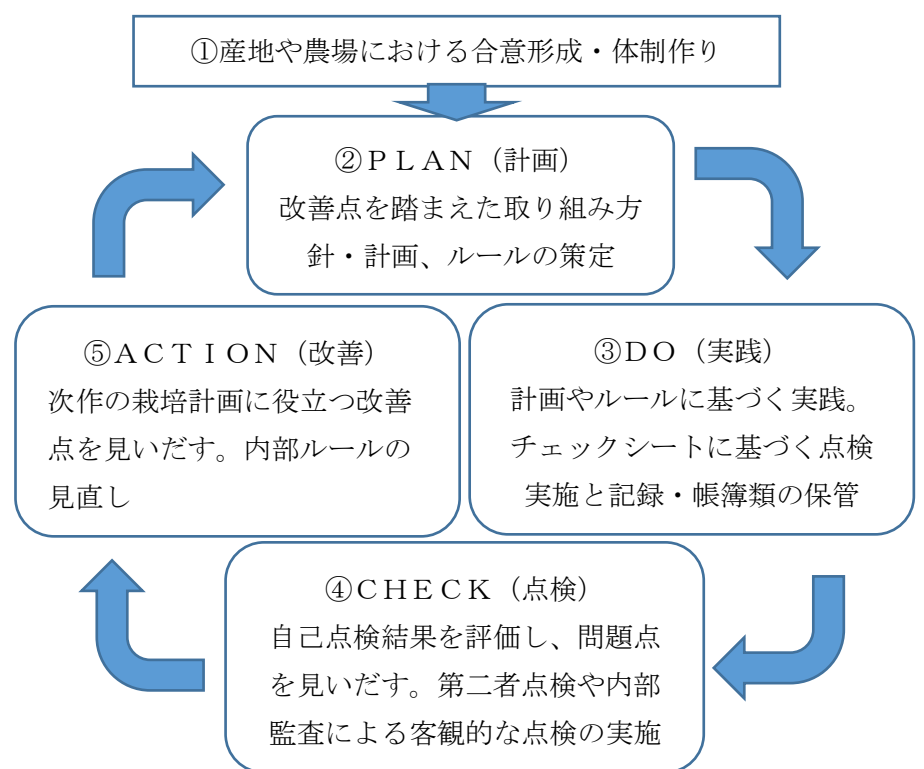 ①産地や農場における合意形成・体制作り
②ＰＬＡＮ（計画）
改善点を踏まえた取り組み方
針・計画、ルールの策定
③ＤＯ（実践）
計画やルールに基づく実践。
チェックシートに基づく点検
実施と記録・帳簿類の保管
④ＣＨＥＣＫ（点検）
自己点検結果を評価し、問題点
を見いだす。第二者点検や内部
監査による客観的な点検の実施
⑤ＡＣＴＩＯＮ（改善）
次作の栽培計画に役立つ改善
点を見いだす。内部ルールの
見直し